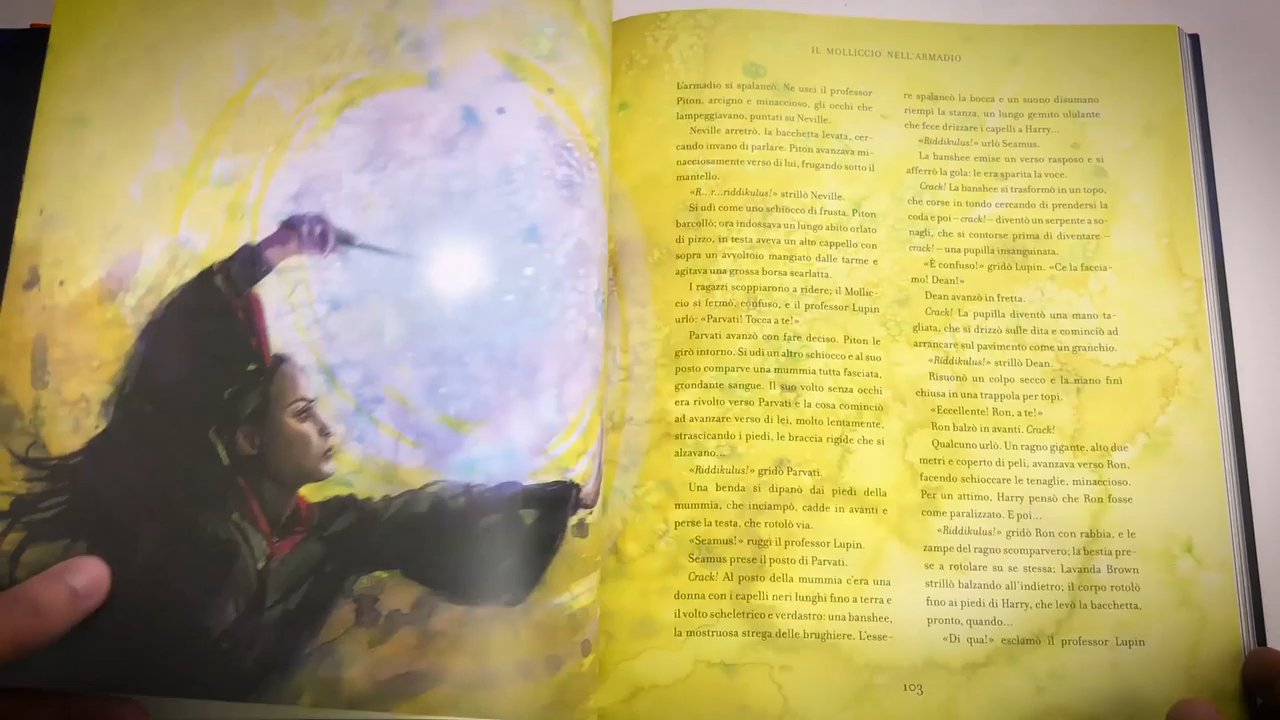 IL MOLLICCIO NELL'ARMADIO
L'armadio si spalancò. Ne uscì il professor
Piton, arcigno e minaccioso, gli occhi che
lampeggiavano, puntati su Neville.
Neville arretrò, la bacchetta levata, cer-
cando invano di parlare. Piton avanzava mi-
nacciosamente verso di lui, frugando sotto il
mantello.
«R...r...riddikulus!» strillò Neville.
Si udì come uno schiocco di frusta. Piton
barcollò; ora indossava un lungo abito orlato
di pizzo, in testa aveva un alto cappello con
sopra un avvoltoio mangiato dalle tarme e
agitava una grossa borsa scarlatta.
I ragazzi scoppiarono a ridere; il Mollic-
cio si fermò, confuso, e il professor Lupin
urlò: «Parvati! Tocca a te!»
Parvati avanzò con fare deciso. Piton le
girò intorno. Si udì un altro schiocco e al suo
posto comparve una mummia tutta fasciata,
grondante sangue. Il suo volto senza occhi
era rivolto verso Parvati e la cosa cominciò
ad avanzare verso di lei, molto lentamente,
strascicando i piedi, le braccia rigide che si
alzavano...
«Riddikulus!» gridò Parvati.
Una benda si dipanò dai piedi della
mummia, che inciampò, cadde in avanti e
perse la testa, che rotolò via.
«Seamus!» ruggì il professor Lupin.
Seamus prese il posto di Parvati.
Crack! Al posto della mummia c'era una
donna con i capelli neri lunghi fino a terra e
il volto scheletrico e verdastro: una banshee,
la mostruosa strega delle brughiere. L'esse-
re spalancò la bocca e un suono disumano
riempì la stanza, un lungo gemito ululante
che fece drizzare i capelli a Harry...
«Riddikulus!» urlò Seamus.
La banshee emise un verso rasposo e si
afferrò la gola: le era sparita la voce.
Crack! La banshee si trasformò in un topo,
che corse in tondo cercando di prendersi la
coda e poi – crack! – diventò un serpente a so-
nagli, che si contorse prima di diventare –
crack! – una pupilla insanguinata.
«È confuso!» gridò Lupin. «Ce la faccia-
mo! Dean!»
Dean avanzò in fretta.
Crack! La pupilla diventò una mano ta-
gliata, che si drizzò sulle dita e cominciò ad
arrancare sul pavimento come un granchio.
«Riddikulus!» strillò Dean.
Risuonò un colpo secco e la mano finì
chiusa in una trappola per topi.
«Eccellente! Ron, a te!»
Ron balzò in avanti. Crack!
Qualcuno urlò. Un ragno gigante, alto due
metri e coperto di peli, avanzava verso Ron,
facendo schioccare le tenaglie, minaccioso.
Per un attimo, Harry pensò che Ron fosse
come paralizzato. E poi...
«Riddikulus!» gridò Ron con rabbia, e le
zampe del ragno scomparvero; la bestia pre-
se a rotolare su se stessa; Lavanda Brown
strillò balzando all'indietro; il corpo rotolò
fino ai piedi di Harry, che levò la bacchetta,
pronto, quando...
«Di qua!» esclamò il professor Lupin
103